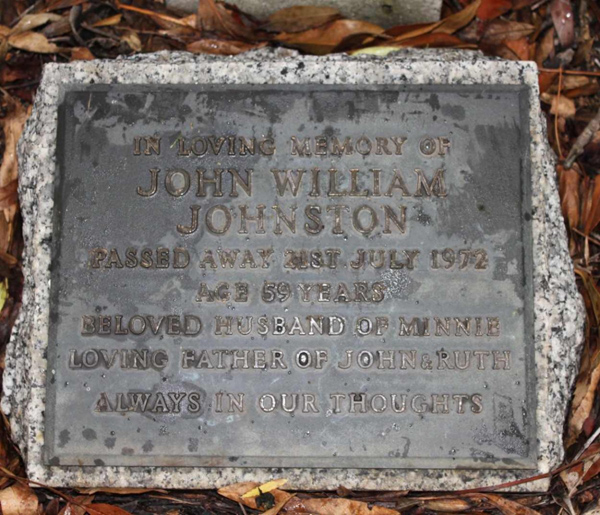 IN LOVING MEMORY OF
JOHN WILLIAM
JOHNSTON
PASSED AWAY 21ST JULY 1972
AGE 59 YEARS
BELOVED HUSBAND OF MINNIE
LOVING FATHER OF JOHN & RUTH
ALWAYS IN OUR THOUGHTS